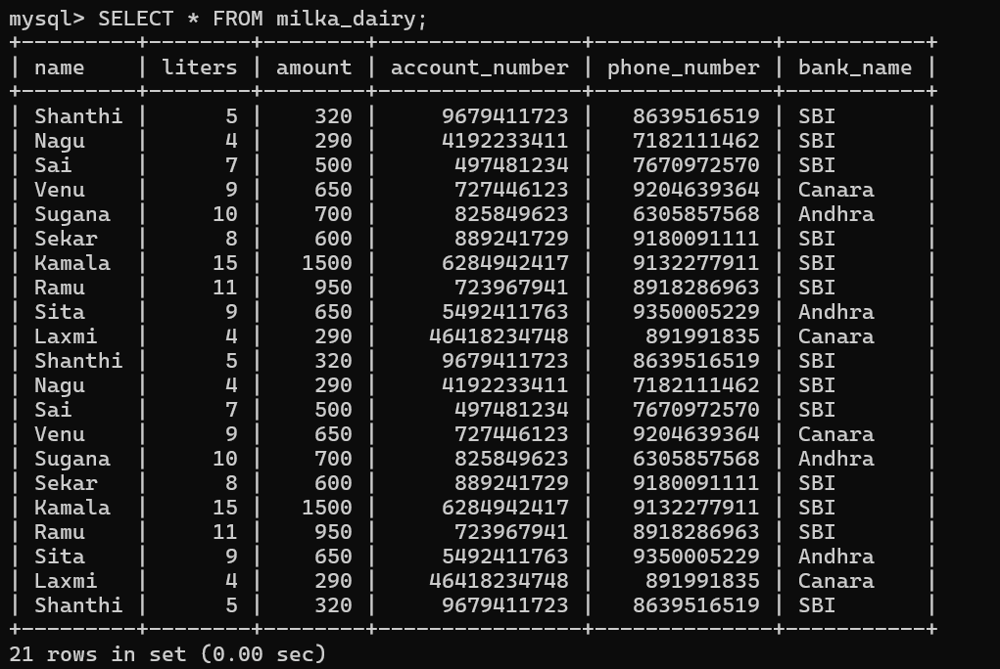 mysql> SELECT * FROM milka_dairy;
+---------+--------+--------+----------------+--------------+-----------+
| name    | liters | amount | account_number | phone_number | bank_name |
+---------+--------+--------+----------------+--------------+-----------+
| Shanthi |      5 |    320 |     9679411723 |   8639516519 | SBI       |
| Nagu    |      4 |    290 |     4192233411 |   7182111462 | SBI       |
| Sai     |      7 |    500 |      497481234 |   7670972570 | SBI       |
| Venu    |      9 |    650 |      727446123 |   9204639364 | Canara    |
| Sugana  |     10 |    700 |      825849623 |   6305857568 | Andhra    |
| Sekar   |      8 |    600 |      889241729 |   9180091111 | SBI       |
| Kamala  |     15 |   1500 |     6284942417 |   9132277911 | SBI       |
| Ramu    |     11 |    950 |      723967941 |   8918286963 | SBI       |
| Sita    |      9 |    650 |     5492411763 |   9350005229 | Andhra    |
| Laxmi   |      4 |    290 |    46418234748 |    891991835 | Canara    |
| Shanthi |      5 |    320 |     9679411723 |   8639516519 | SBI       |
| Nagu    |      4 |    290 |     4192233411 |   7182111462 | SBI       |
| Sai     |      7 |    500 |      497481234 |   7670972570 | SBI       |
| Venu    |      9 |    650 |      727446123 |   9204639364 | Canara    |
| Sugana  |     10 |    700 |      825849623 |   6305857568 | Andhra    |
| Sekar   |      8 |    600 |      889241729 |   9180091111 | SBI       |
| Kamala  |     15 |   1500 |     6284942417 |   9132277911 | SBI       |
| Ramu    |     11 |    950 |      723967941 |   8918286963 | SBI       |
| Sita    |      9 |    650 |     5492411763 |   9350005229 | Andhra    |
| Laxmi   |      4 |    290 |    46418234748 |    891991835 | Canara    |
| Shanthi |      5 |    320 |     9679411723 |   8639516519 | SBI       |
+---------+--------+--------+----------------+--------------+-----------+
21 rows in set (0.00 sec)